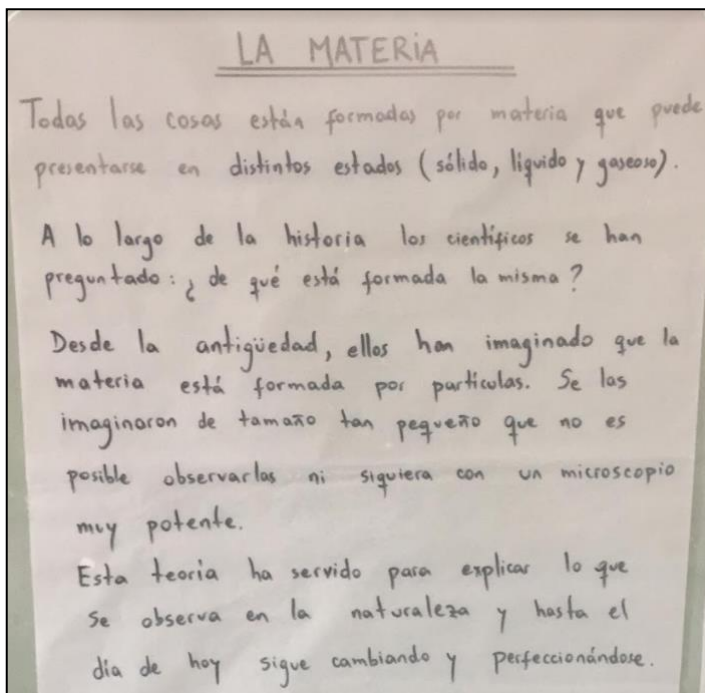 LA MATERIA
Todas las cosas están formadas por materia que puede
presentarse en distintos estados (sólido, líquido y gaseoso).
A lo largo de la historia los científicos se han
preguntado: ¿ de qué está formada la misma?
Desde la antigüedad, ellos han imaginado que la
materia está formada por partículas. Se las
imaginaron de tamaño tan pequeño que no es
posible observarlas ni siquiera con un microscopio
muy potente.
Esta teoría ha servido para explicar lo que
se observa en la naturaleza y hasta el
día de hoy sigue cambiando y perfeccionándose.